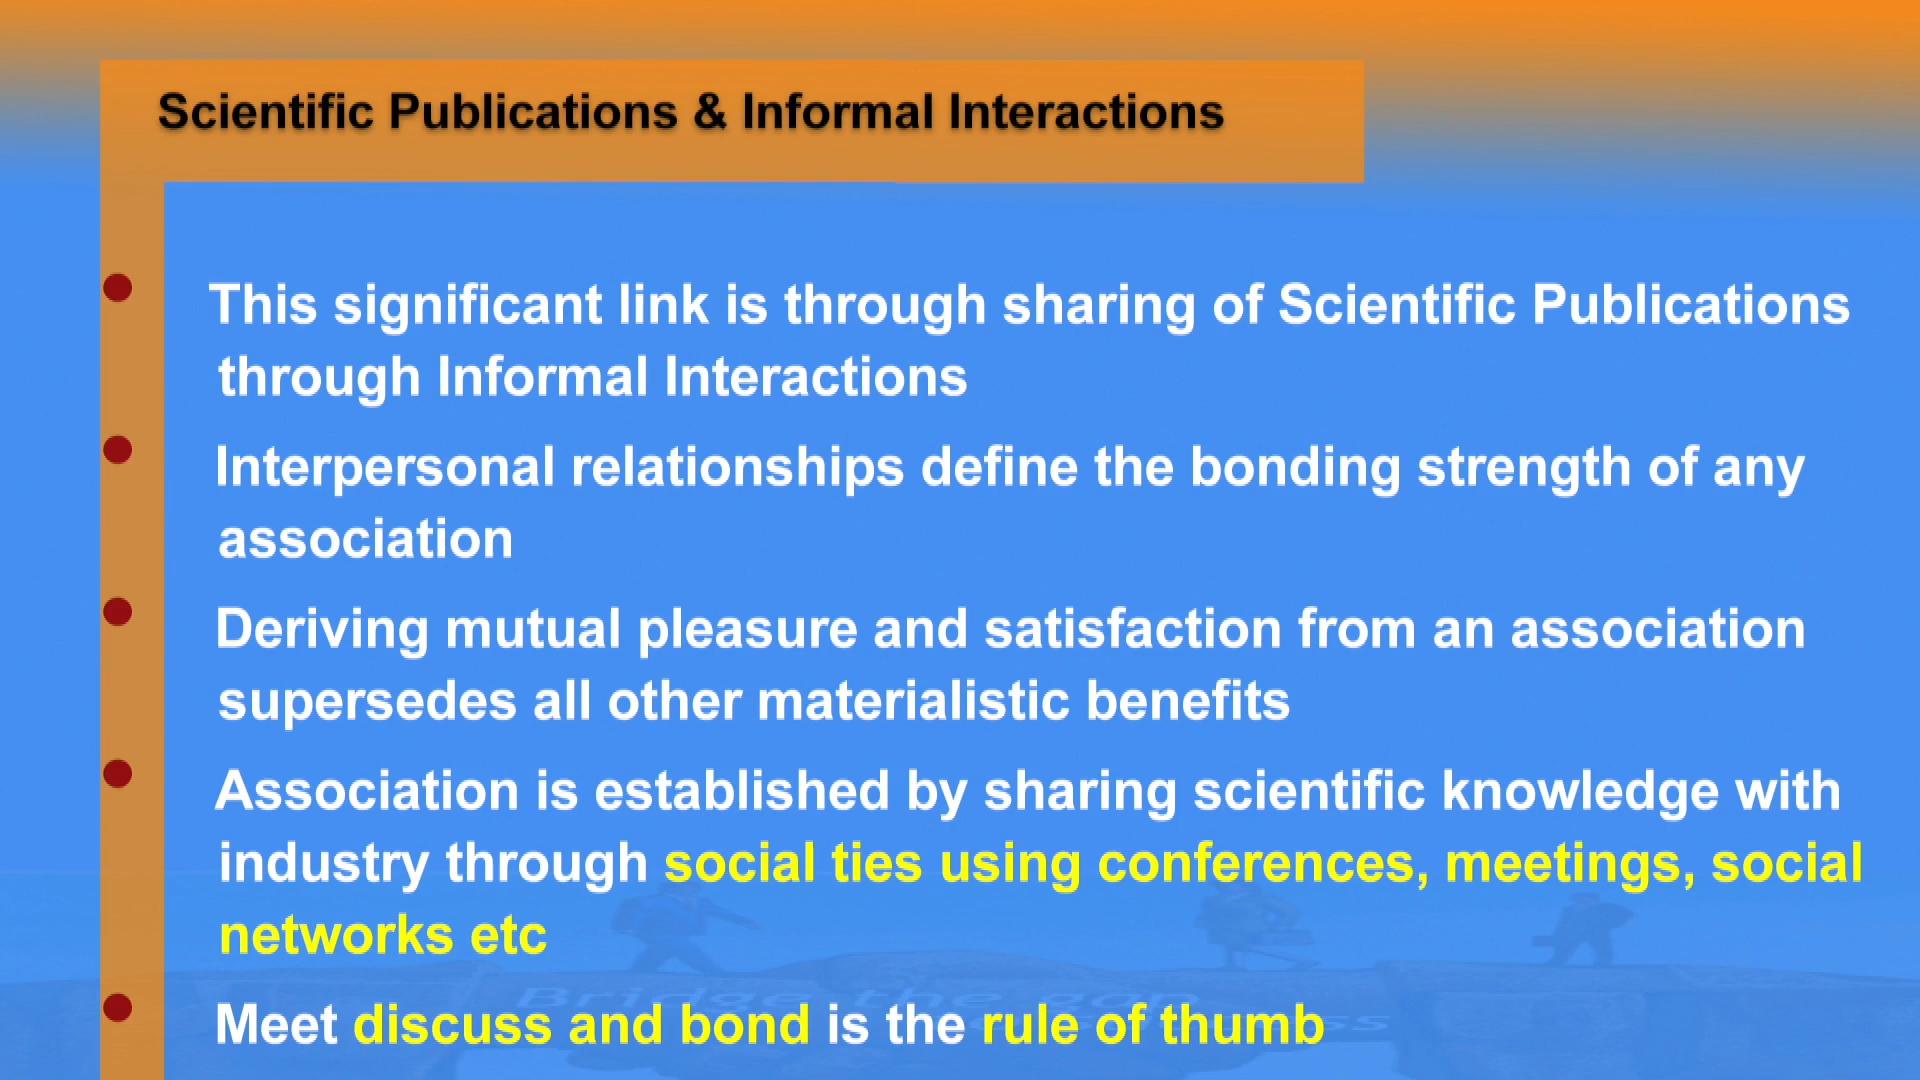 Scientific Publications & Informal Interactions
This significant link is through sharing of Scientific Publications
through Informal Interactions
Interpersonal relationships define the bonding strength of any
association
Deriving mutual pleasure and satisfaction from an association
supersedes all other materialistic benefits
Association is established by sharing scientific knowledge with
industry through social ties using conferences, meetings, social
networks etc
Bridge the gap
Meet discuss and bond is the rule of thumb